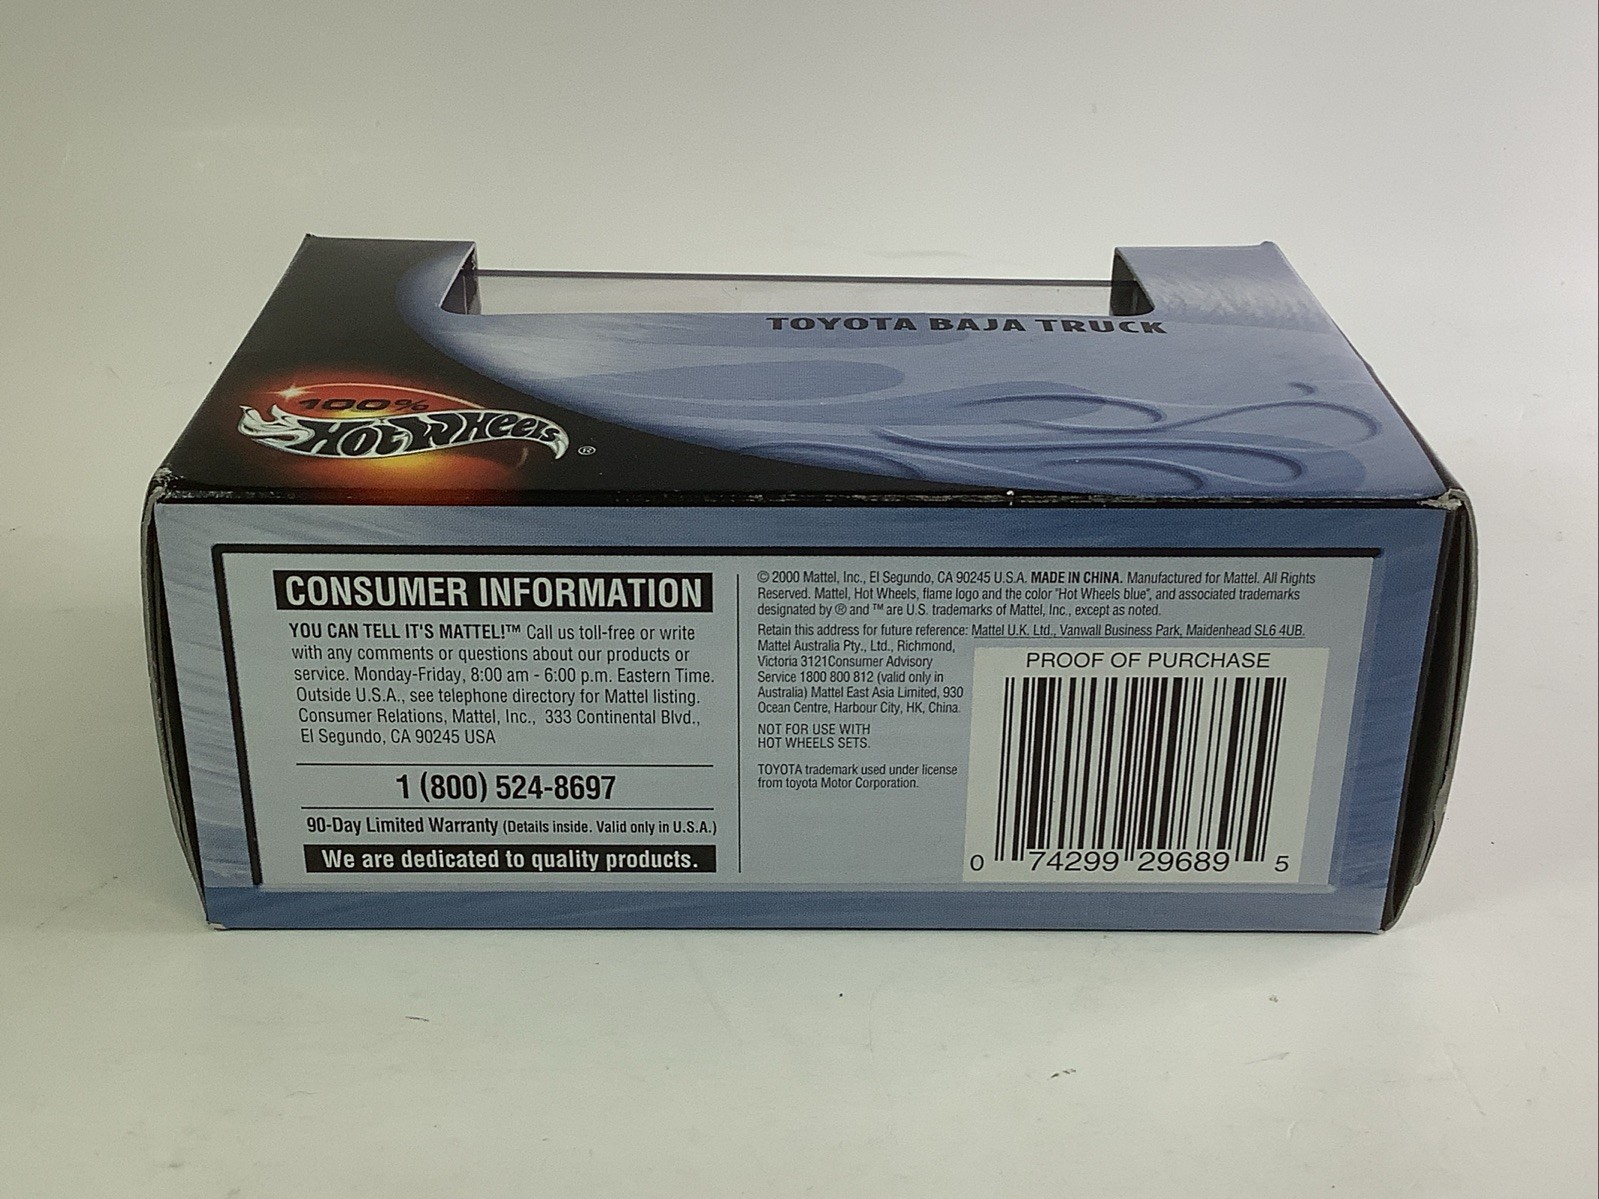 TOYOTA BAJA TRUCK
100%
HOT WHEELS ®
CONSUMER INFORMATION
YOU CAN TELL IT'S MATTEL!™ Call us toll-free or write
with any comments or questions about our products or
service. Monday-Friday, 8:00 am - 6:00 p.m. Eastern Time.
Outside U.S.A., see telephone directory for Mattel listing.
Consumer Relations, Mattel, Inc., 333 Continental Blvd.,
El Segundo, CA 90245 USA
1 (800) 524-8697
90-Day Limited Warranty (Details inside. Valid only in U.S.A.)
We are dedicated to quality products.
© 2000 Mattel, Inc., El Segundo, CA 90245 U.S.A. MADE IN CHINA. Manufactured for Mattel. All Rights
Reserved. Mattel, Hot Wheels, flame logo and the color "Hot Wheels blue", and associated trademarks
designated by ® and ™ are U.S. trademarks of Mattel, Inc., except as noted.
Retain this address for future reference: Mattel U.K. Ltd., Vanwall Business Park, Maidenhead SL6 4UB.
Mattel Australia Pty., Ltd., Richmond,
Victoria 3121Consumer Advisory
Service 1800 800 812 (valid only in
Australia) Mattel East Asia Limited, 930
Ocean Centre, Harbour City, HK, China.
NOT FOR USE WITH
HOT WHEELS SETS.
TOYOTA trademark used under license
from toyota Motor Corporation.
PROOF OF PURCHASE
0 74299 29689 5